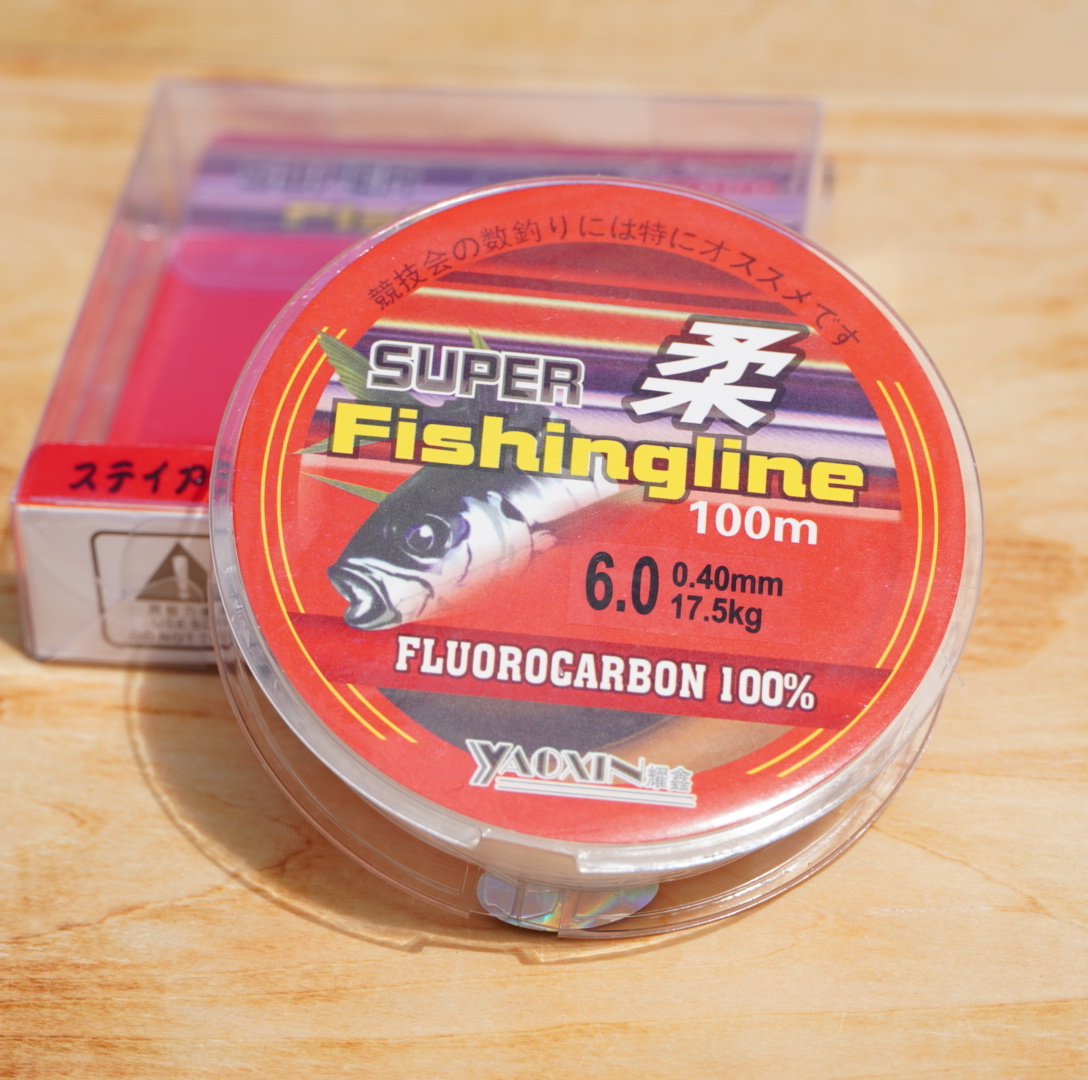 SUPER
競技会の数釣りには特にオススメです
SUPER
柔
Fishingline
100m
6.0
0.40mm
17.5kg
FLUOROCARBON 100%
YAOXIN 耀鑫
ステイア